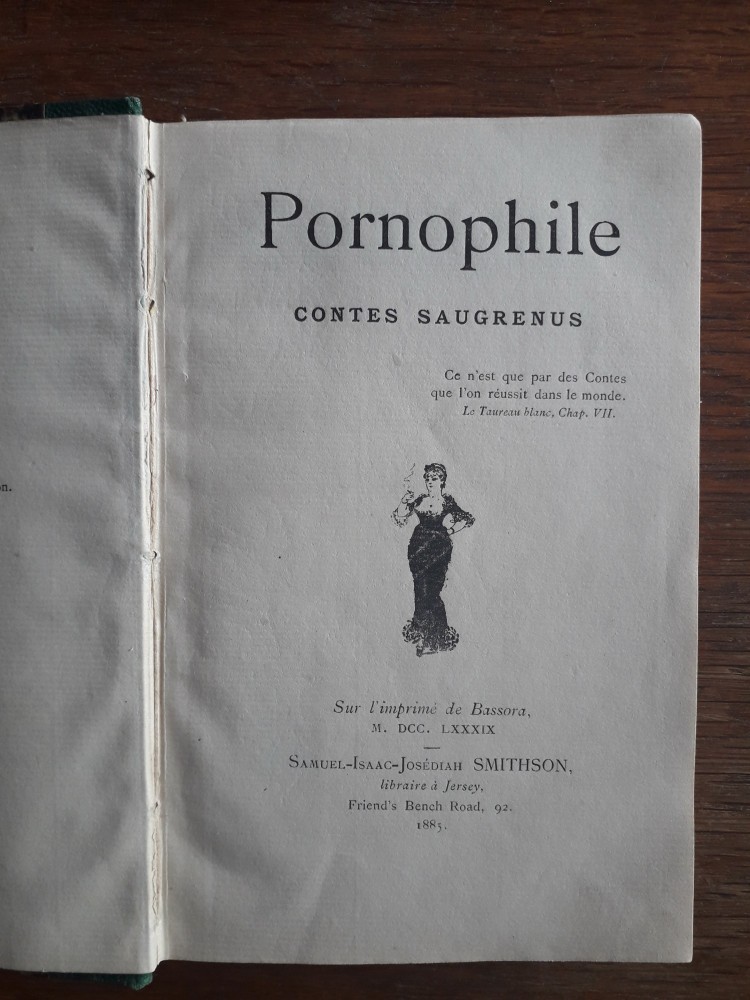 on.
Pornophile
CONTES SAUGRENUS
Ce n'est que par des Contes
que l'on réussit dans le monde.
Le Taureau blanc, Chap. VII.
Sur l'imprimé de Bassora,
M. DCC. LXXXIX
Samuel-Isaac-Josédiah SMITHSON,
libraire à Jersey,
Friend's Bench Road, 92.
1885.